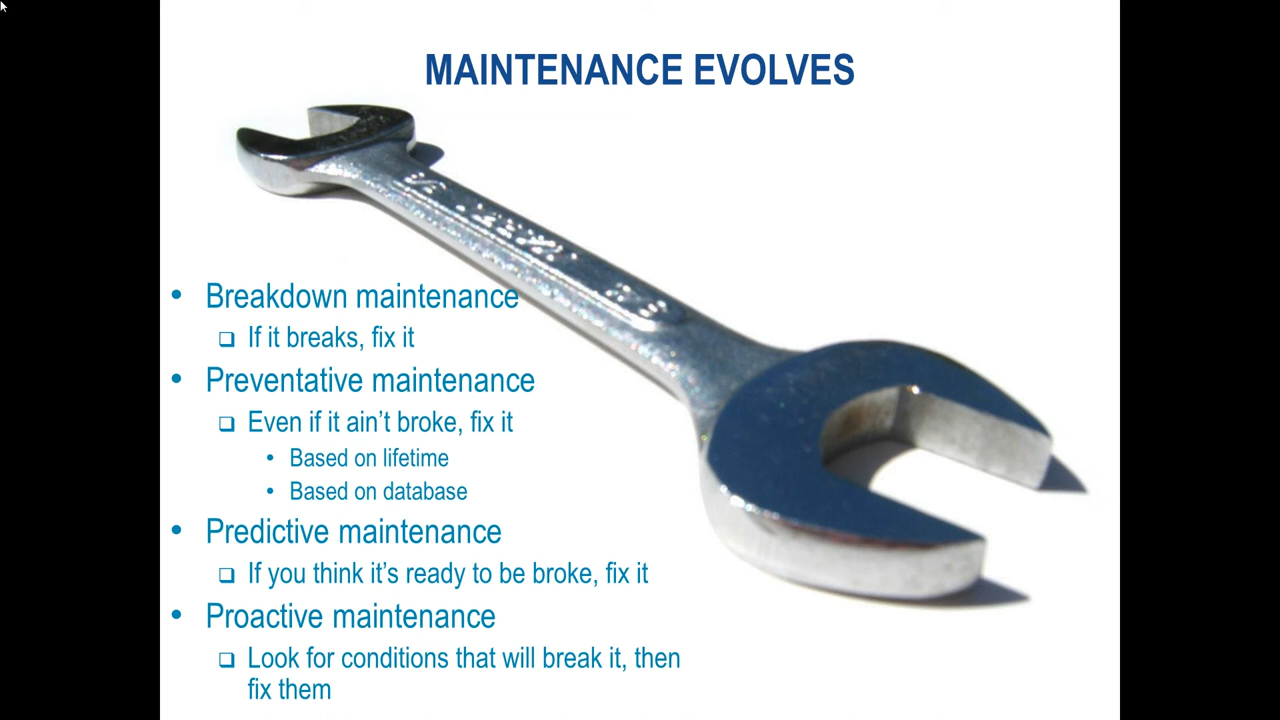 MAINTENANCE EVOLVES
• Breakdown maintenance
❑ If it breaks, fix it
• Preventative maintenance
❑ Even if it ain’t broke, fix it
• Based on lifetime
• Based on database
• Predictive maintenance
❑ If you think it’s ready to be broke, fix it
• Proactive maintenance
❑ Look for conditions that will break it, then
fix them